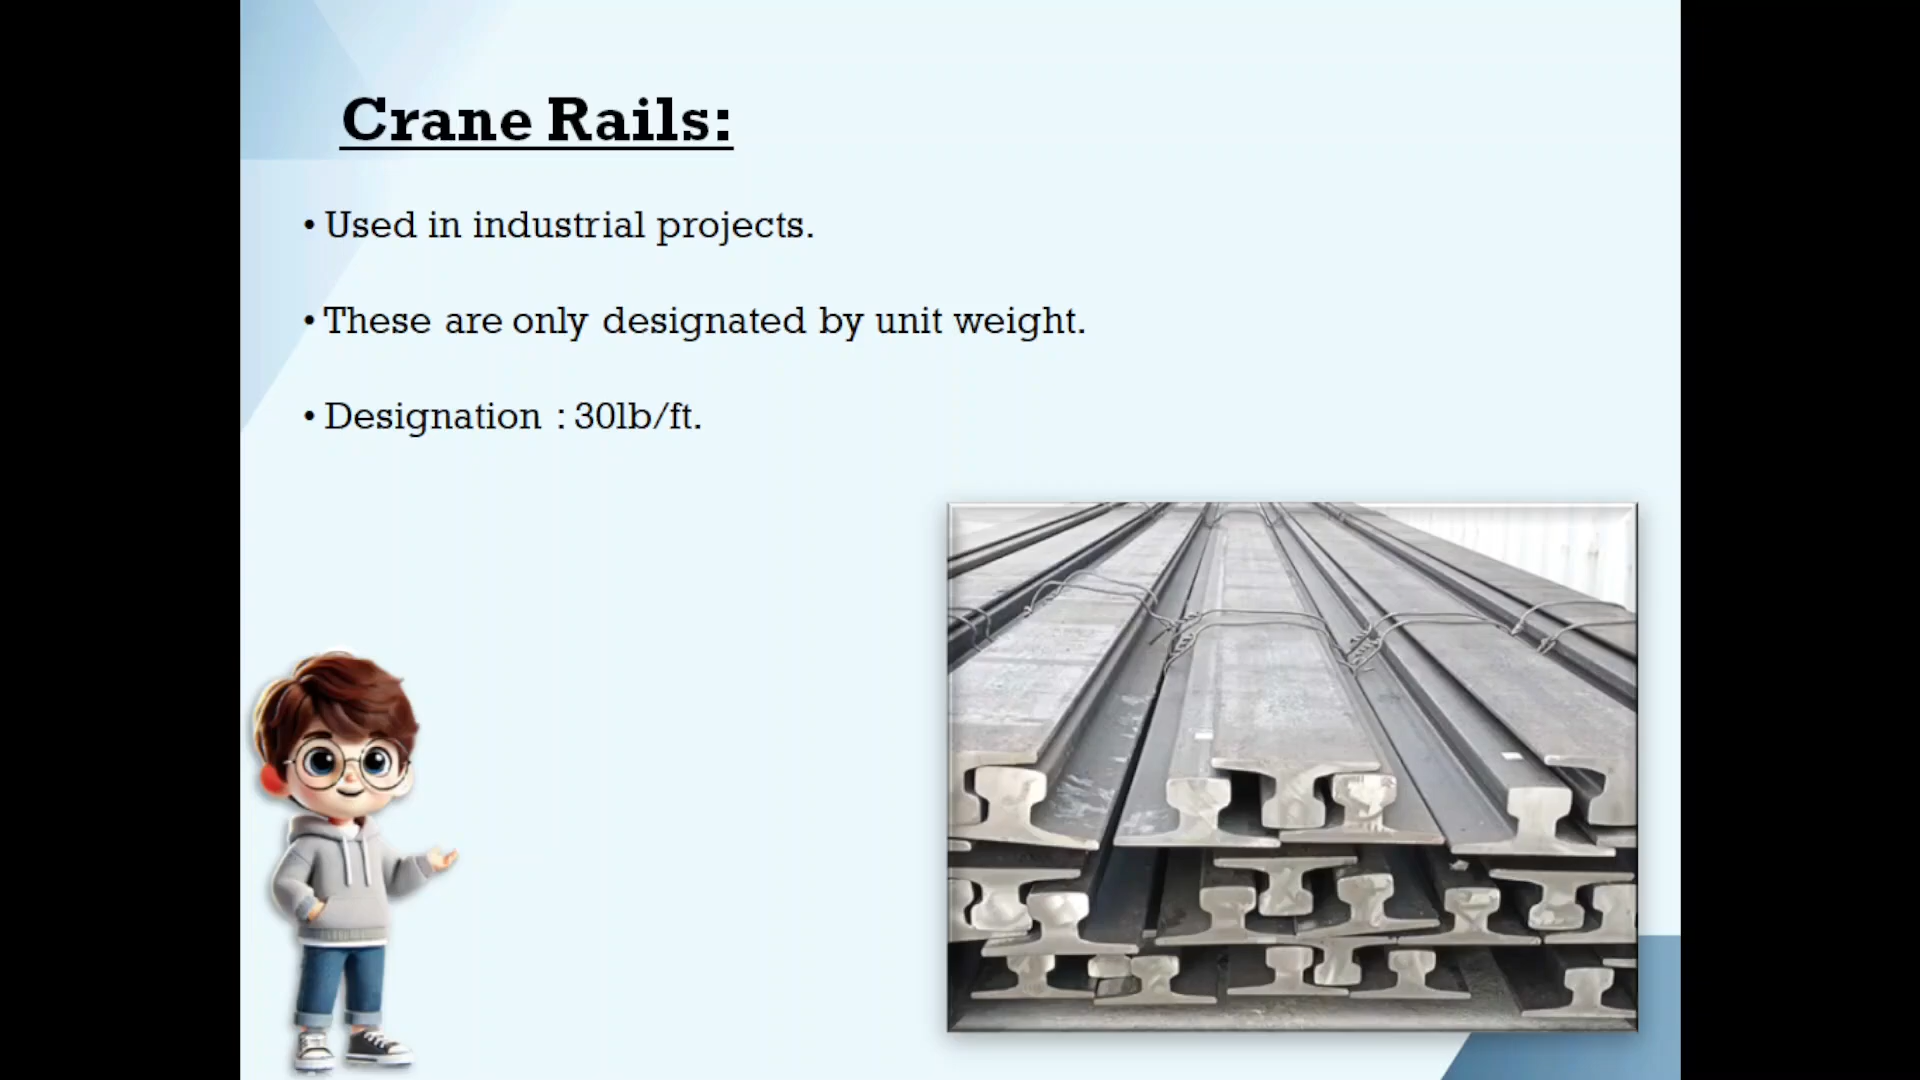 Crane Rails:
• Used in industrial projects.
• These are only designated by unit weight.
• Designation : 30lb/ft.